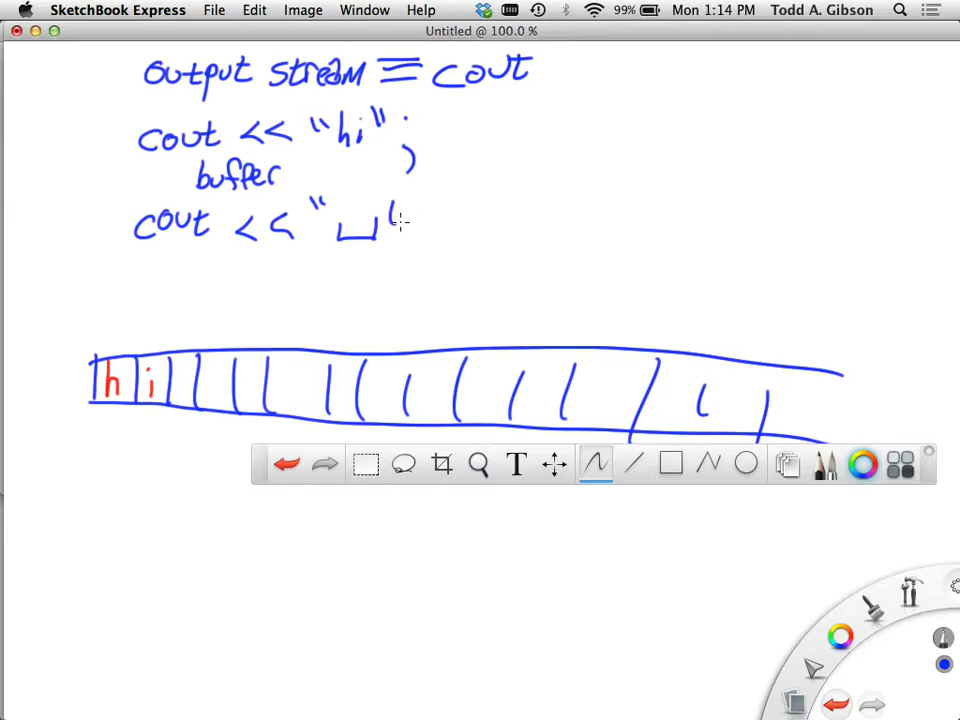 SketchBook Express File Edit Image Window Help 99% Mon 1:14 PM Todd A. Gibson
Untitled @ 100.0 %
output stream ≡ cout
cout << "hi" ;
buffer
cout << "␣"
h i
T